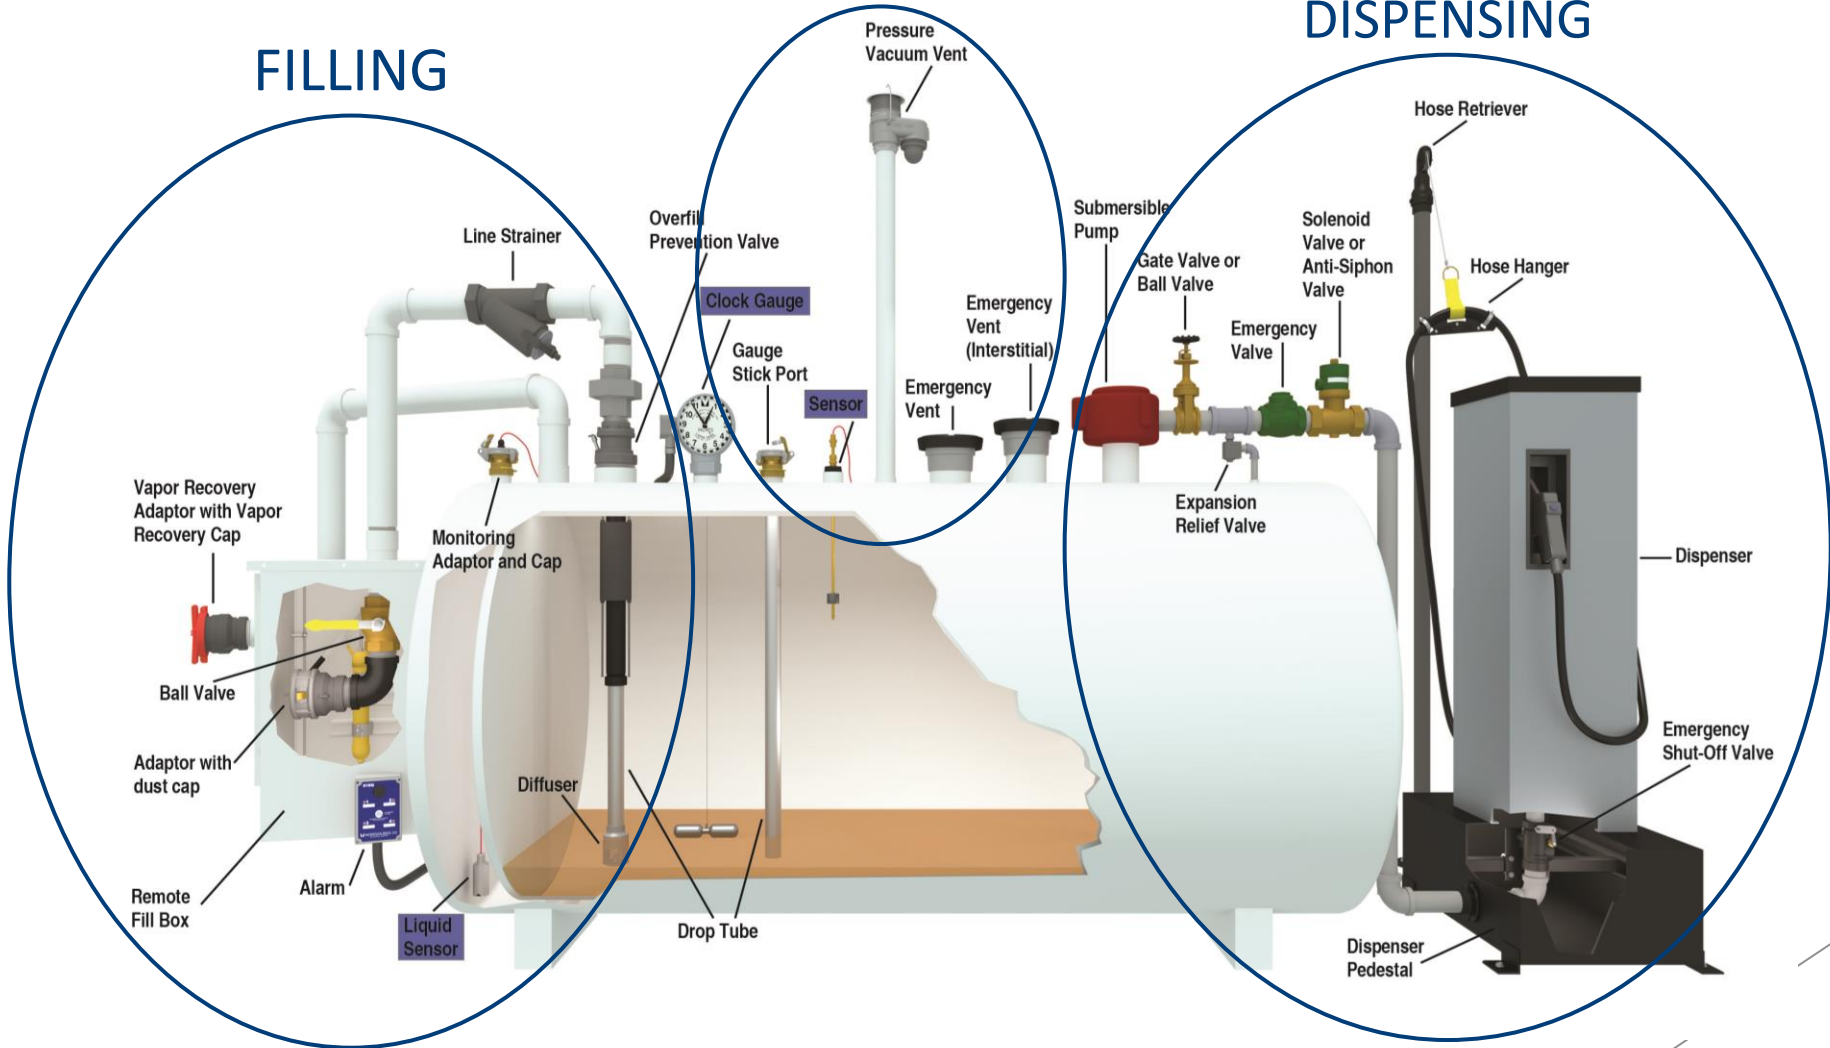 FILLING
DISPENSING
Pressure
Vacuum Vent
Hose Retriever
Line Strainer
Overfill
Prevention Valve
Clock Gauge
Gauge
Stick Port
Sensor
Emergency
Vent
Emergency
Vent
(Interstitial)
Submersible
Pump
Gate Valve or
Ball Valve
Emergency
Valve
Solenoid
Valve or
Anti-Siphon
Valve
Hose Hanger
Expansion
Relief Valve
Dispenser
Emergency
Shut-Off Valve
Dispenser
Pedestal
Vapor Recovery
Adaptor with Vapor
Recovery Cap
Monitoring
Adaptor and Cap
Ball Valve
Adaptor with
dust cap
Remote
Fill Box
Alarm
Liquid
Sensor
Diffuser
Drop Tube